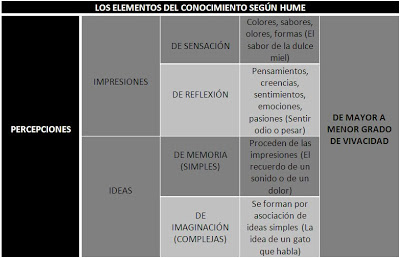 LOS ELEMENTOS DEL CONOCIMIENTO SEGÚN HUME
PERCEPCIONES
IMPRESIONES
DE SENSACIÓN
Colores, sabores,
olores, formas (El
sabor de la dulce
miel)
DE REFLEXIÓN
Pensamientos,
creencias,
sentimientos,
emociones,
pasiones (Sentir
odio o pesar)
IDEAS
DE MEMORIA
(SIMPLES)
Proceden de las
impresiones (El
recuerdo de un
sonido o de un
dolor)
DE
IMAGINACIÓN
(COMPLEJAS)
Se forman por
asociación de
ideas simples (La
idea de un gato
que habla)
DE MAYOR A
MENOR GRADO
DE VIVACIDAD